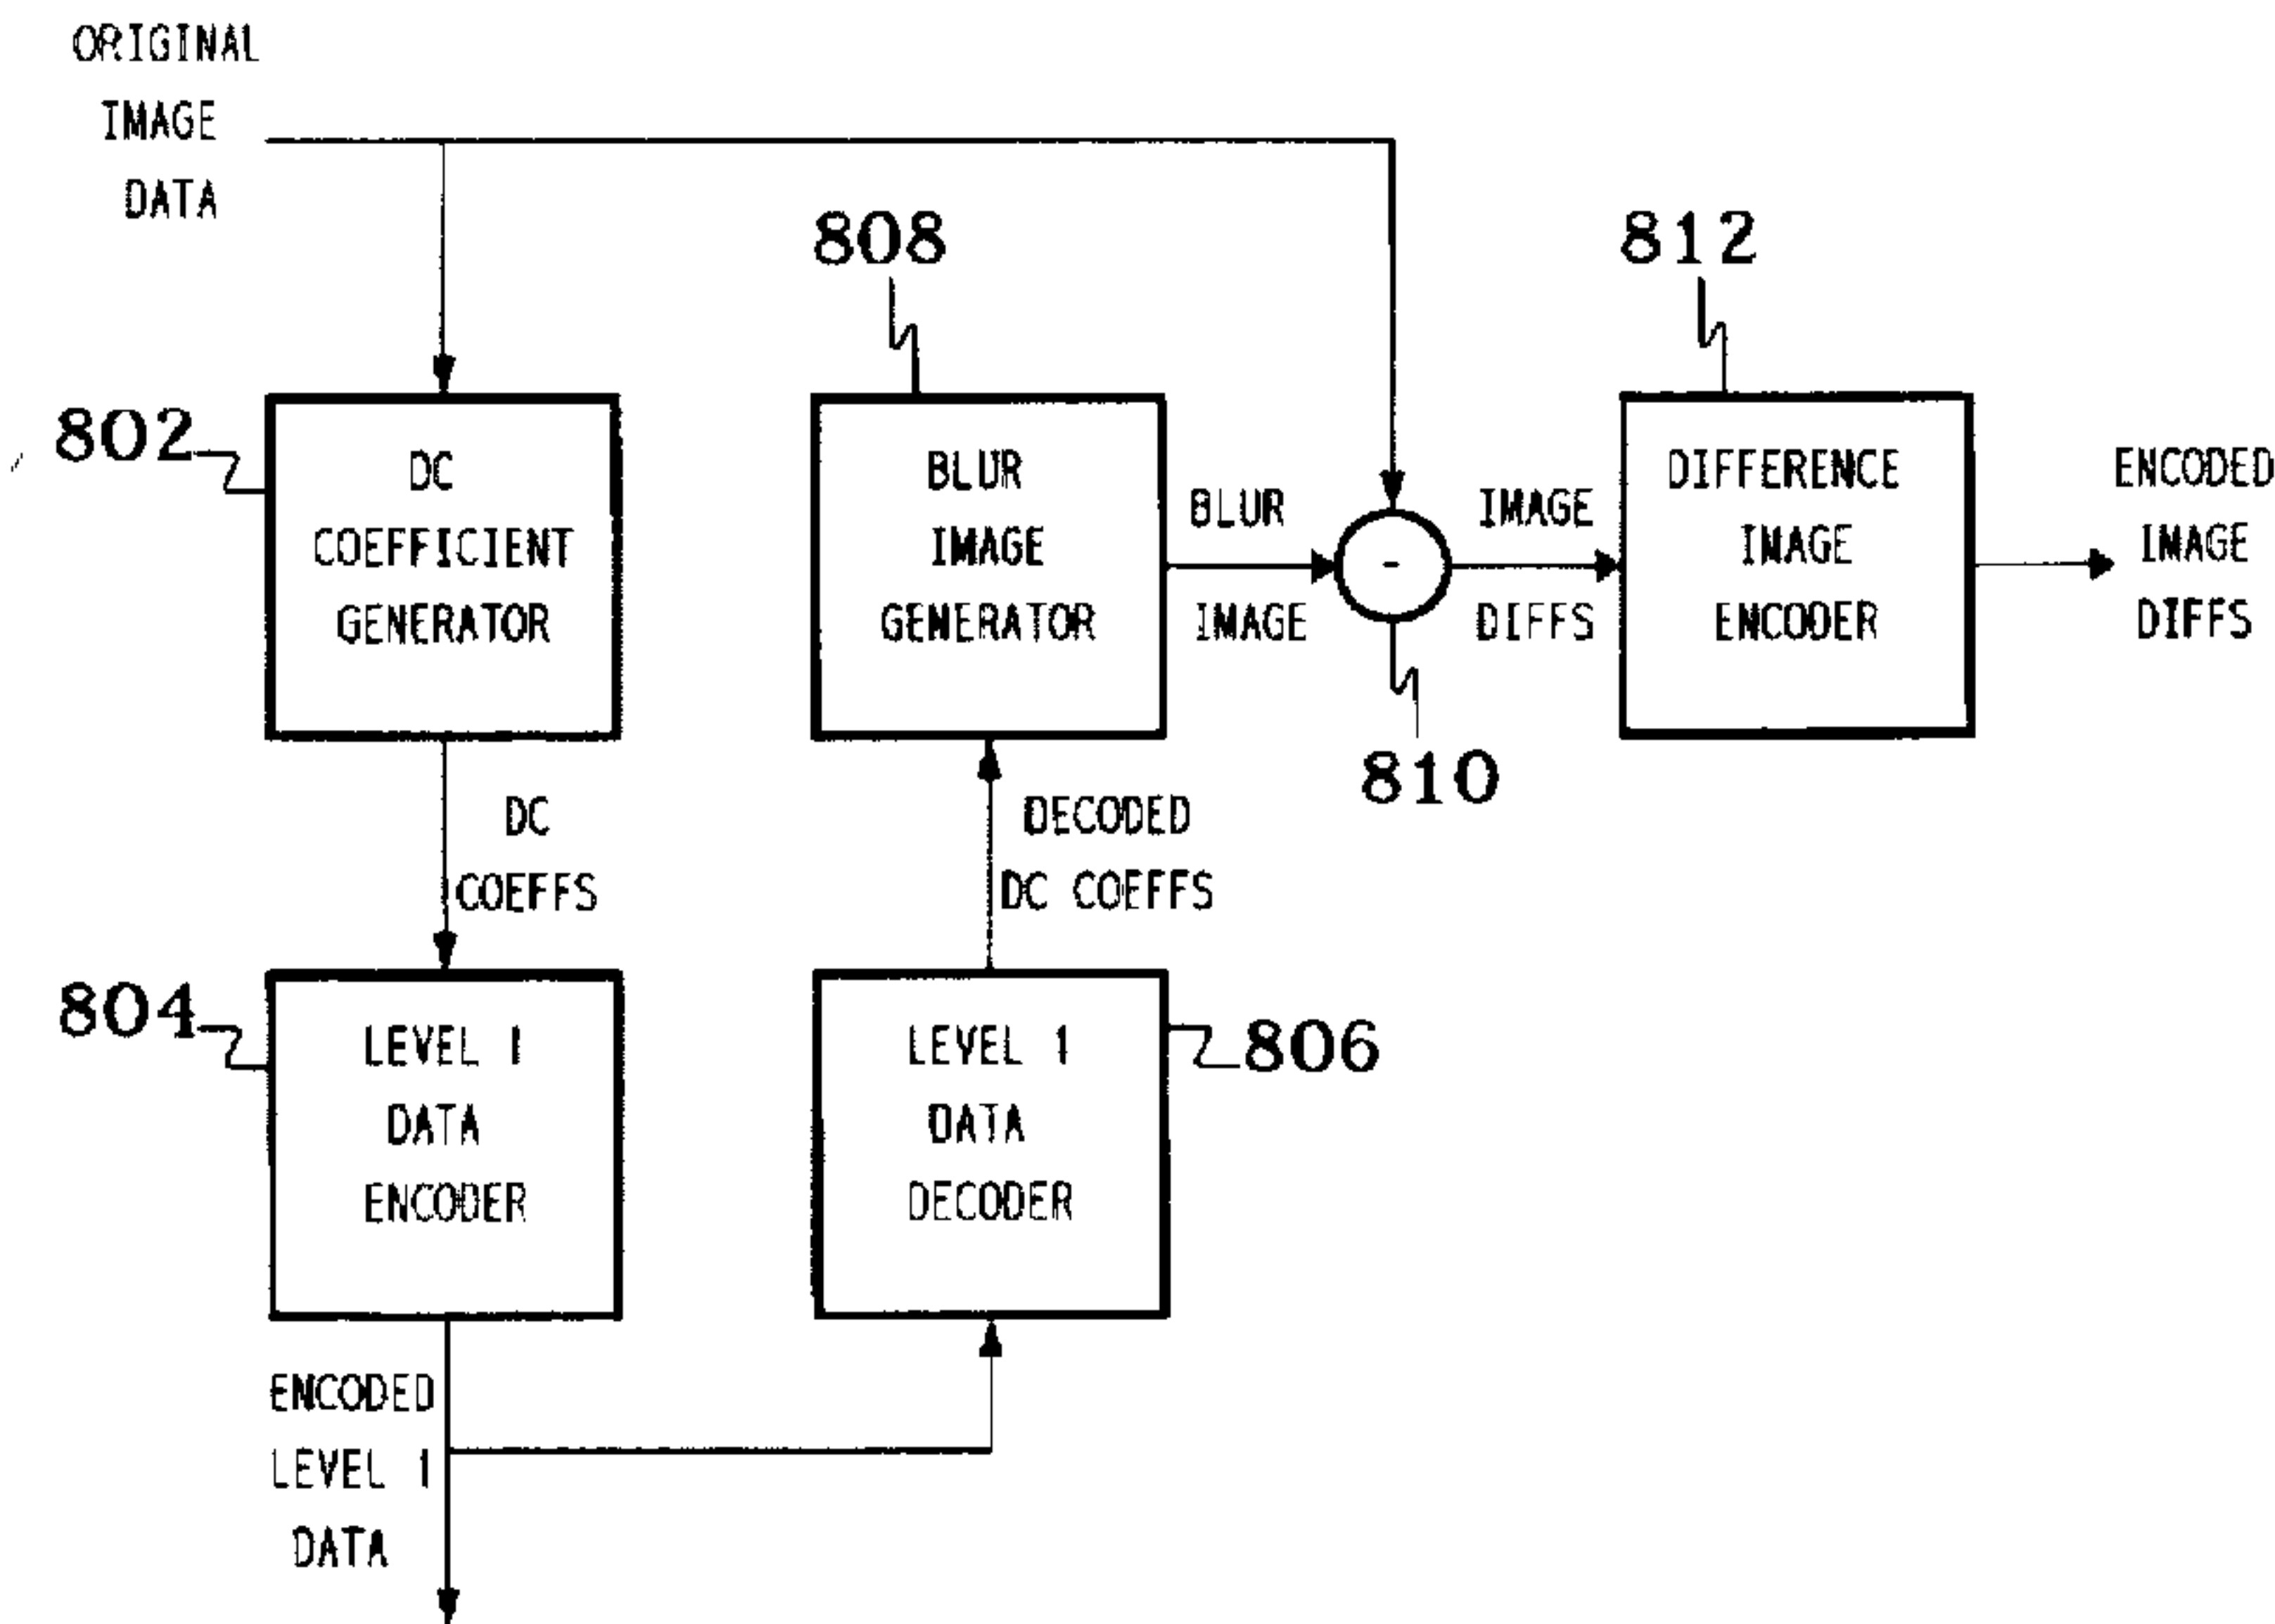 ORIGINAL
IMAGE
DATA
808
812
802
DC
COEFFICIENT
GENERATOR
BLUR
IMAGE
GENERATOR
BLUR
IMAGE
-
IMAGE
DIFFS
DIFFERENCE
IMAGE
ENCODER
ENCODED
IMAGE
DIFFS
810
DC
COEFFS
DECODED
DC COEFFS
804
LEVEL 1
DATA
ENCODER
LEVEL 1
DATA
DECODER
806
ENCODED
LEVEL 1
DATA